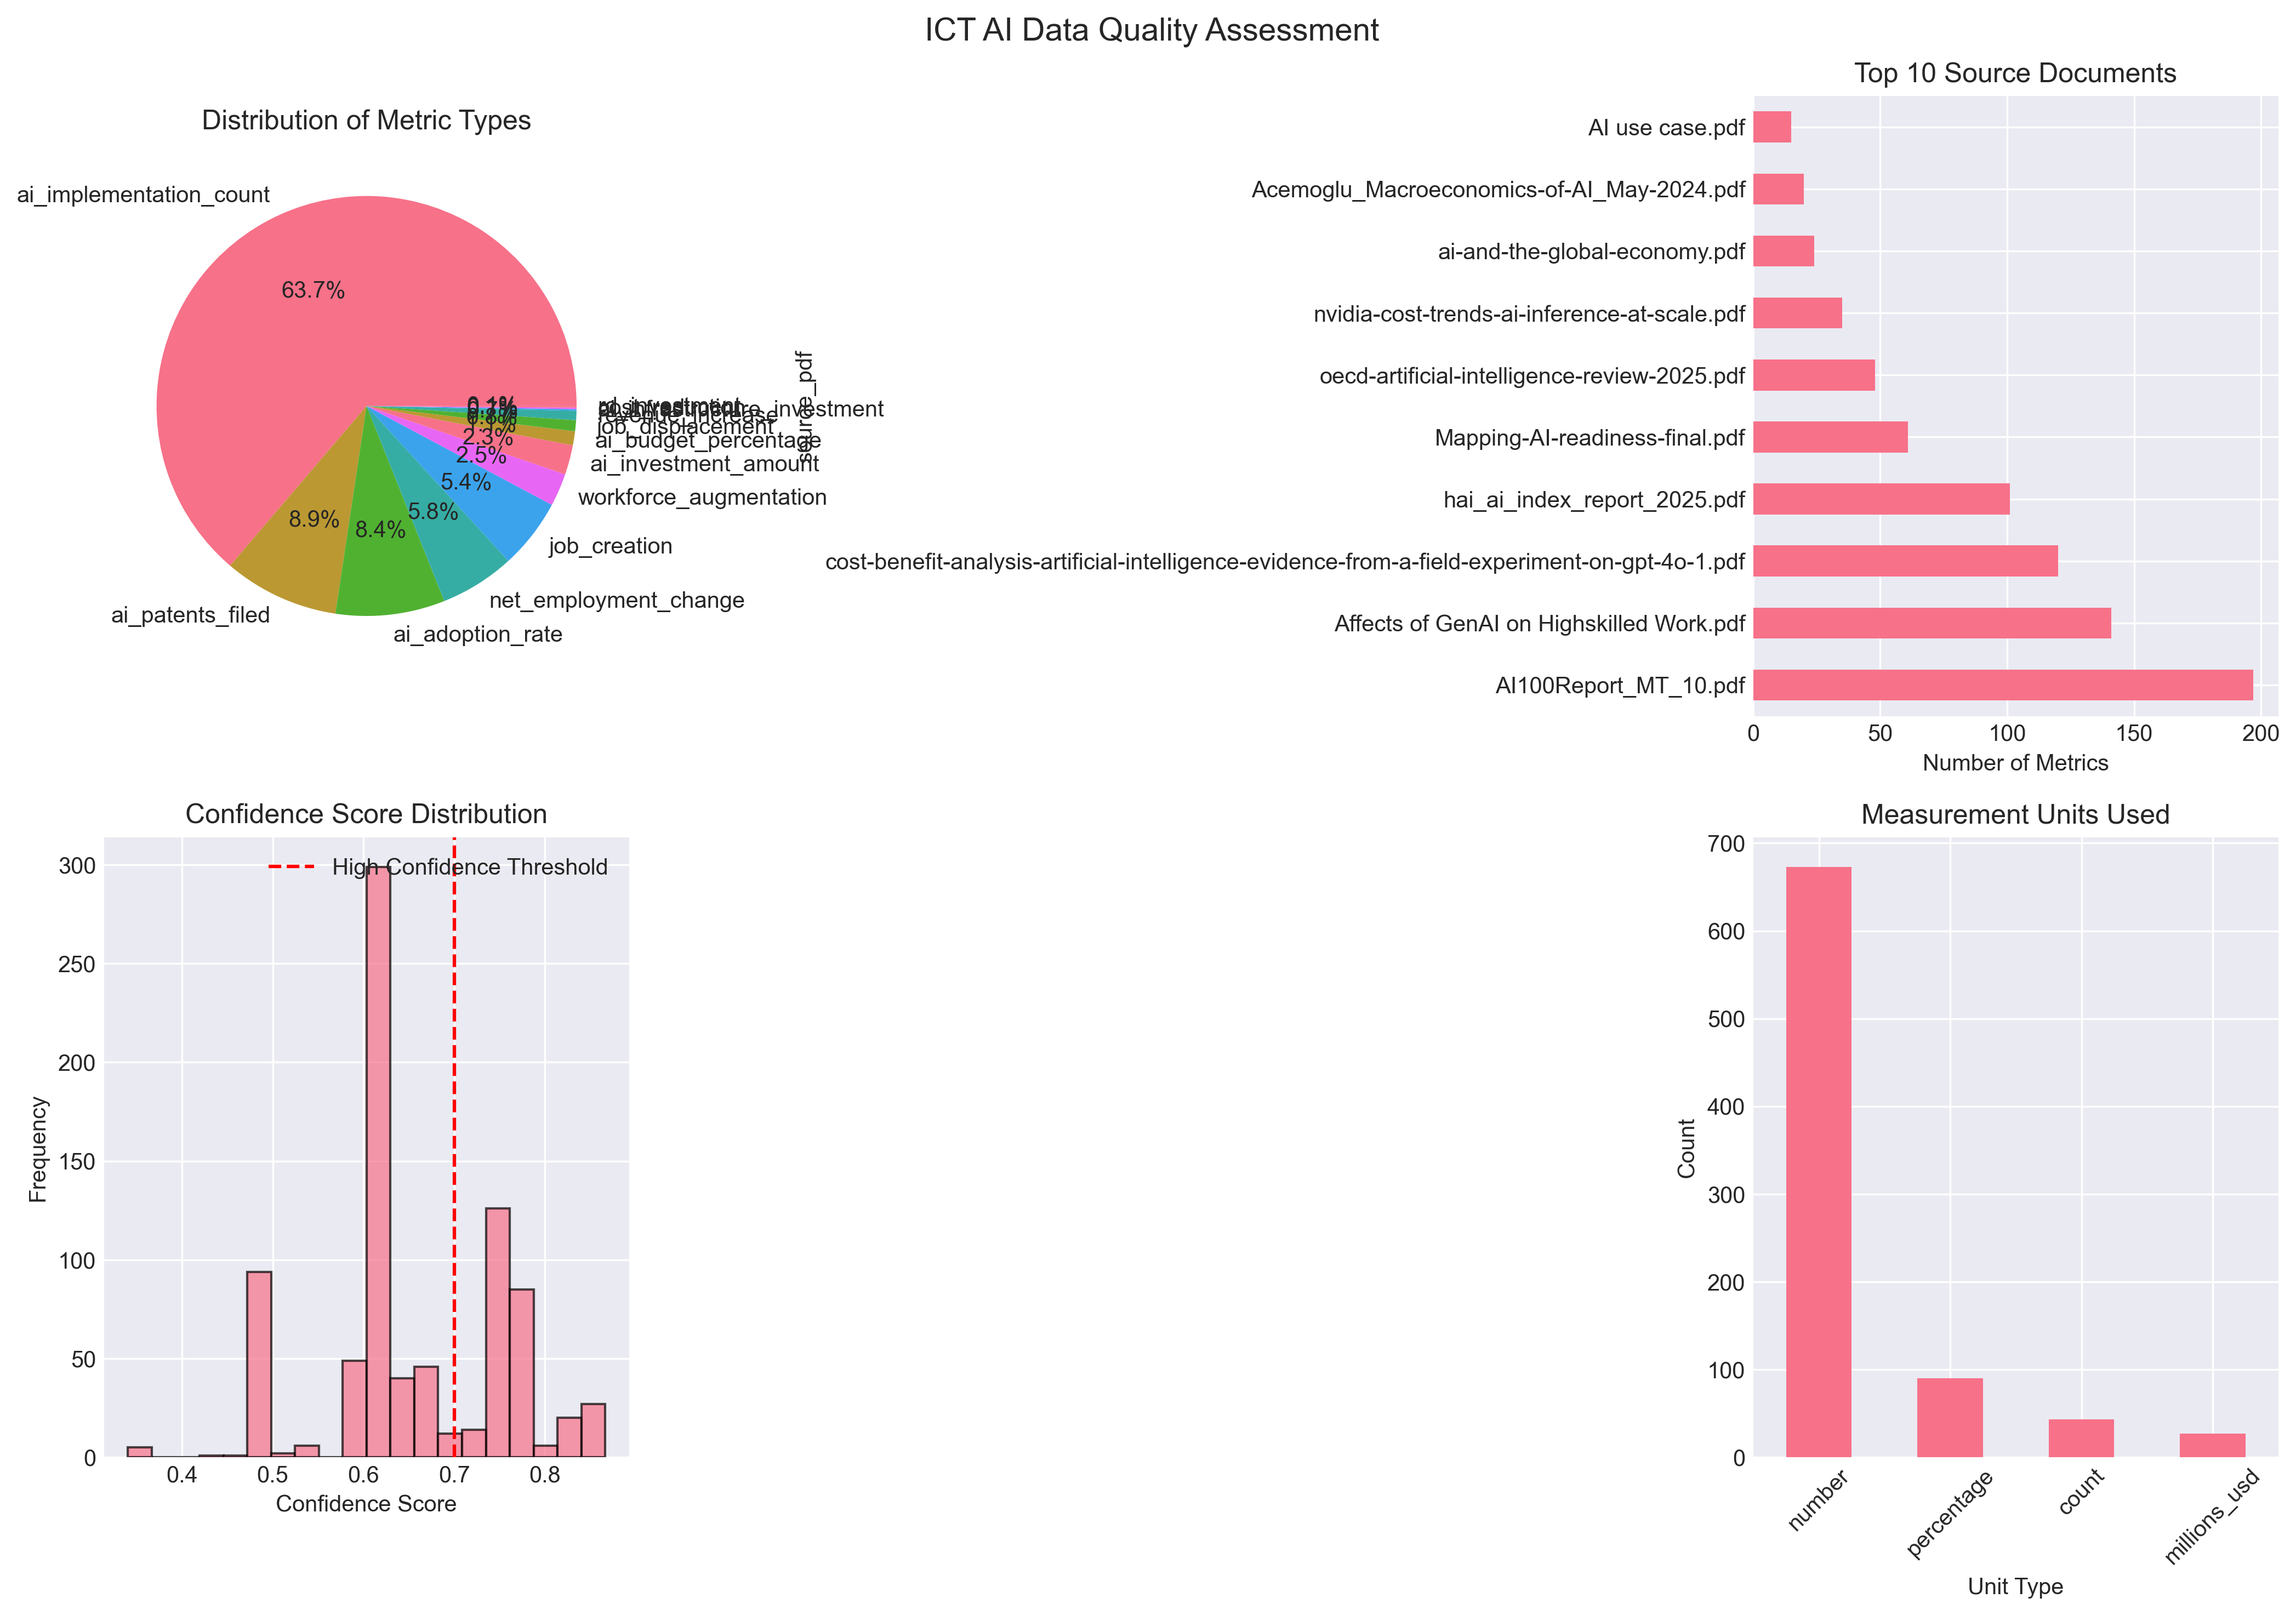 ICT AI Data Quality Assessment
Distribution of Metric Types
ai_implementation_count
63.7%
8.9%
8.4%
5.8%
5.4%
2.5%
2.3%
1.1%
ai_patents_filed
ai_adoption_rate
net_employment_change
job_creation
workforce_augmentation
ai_investment_amount
ai_budget_percentage
job_displacement
revenue_increase
rd_investment
source_pdf
Top 10 Source Documents
AI use case.pdf
Acemoglu_Macroeconomics-of-AI_May-2024.pdf
ai-and-the-global-economy.pdf
nvidia-cost-trends-ai-inference-at-scale.pdf
oecd-artificial-intelligence-review-2025.pdf
Mapping-AI-readiness-final.pdf
hai_ai_index_report_2025.pdf
cost-benefit-analysis-artificial-intelligence-evidence-from-a-field-experiment-on-gpt-4o-1.pdf
Affects of GenAI on Highskilled Work.pdf
AI100Report_MT_10.pdf
0 50 100 150 200
Number of Metrics
Confidence Score Distribution
High Confidence Threshold
300
250
200
150
100
50
0
Frequency
0.4 0.5 0.6 0.7 0.8
Confidence Score
Measurement Units Used
700
600
500
400
300
200
100
0
Count
number
percentage
count
millions_usd
Unit Type